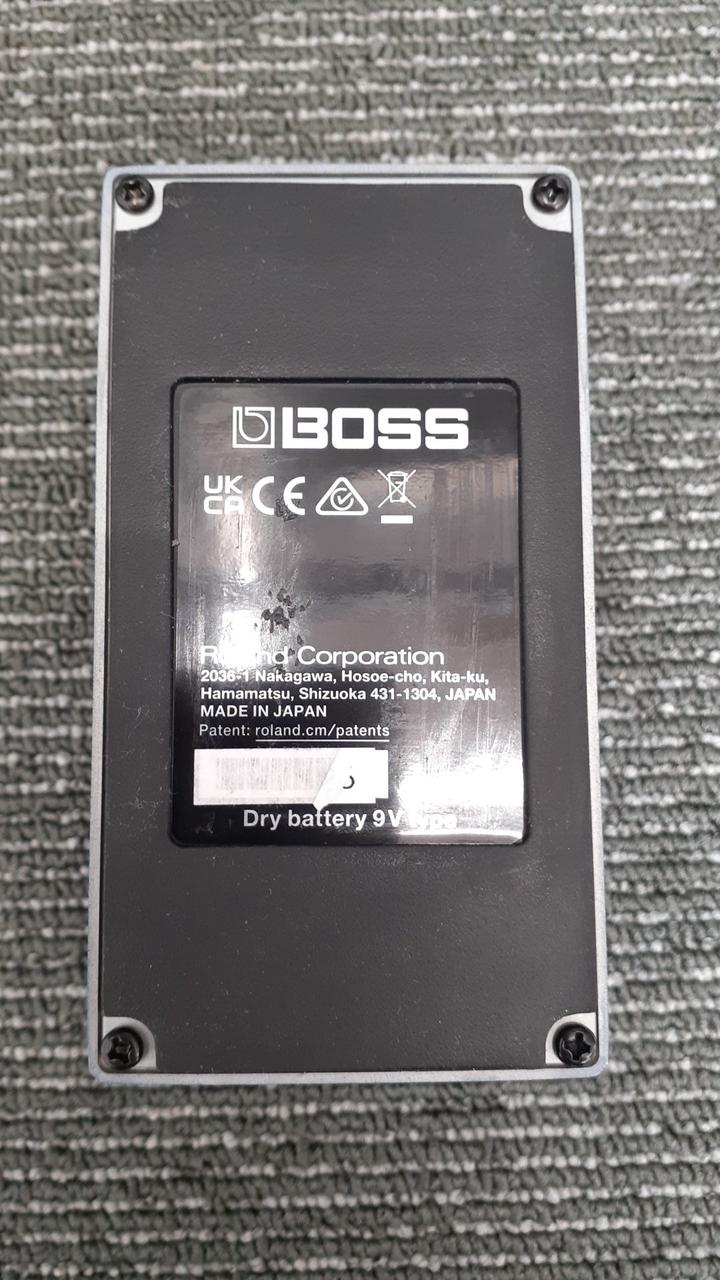 BOSS
UK
CA CE
Roland Corporation
2036-1 Nakagawa, Hosoe-cho, Kita-ku,
Hamamatsu, Shizuoka 431-1304, JAPAN
MADE IN JAPAN
Patent: roland.cm/patents
Dry battery 9V type